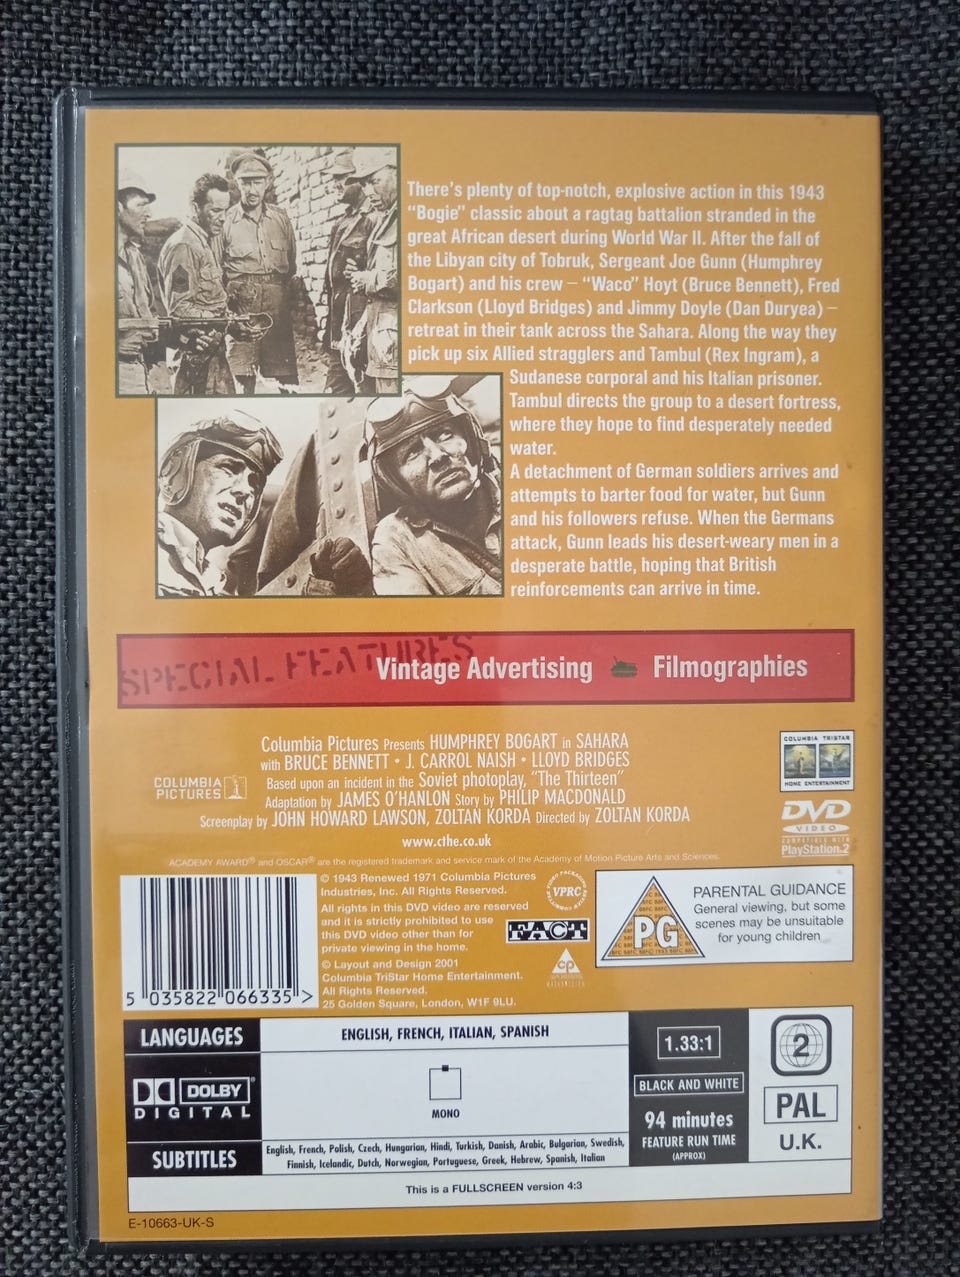 There's plenty of top-notch, explosive action in this 1943
"Bogie" classic about a ragtag battalion stranded in the
great African desert during World War II. After the fall of
the Libyan city of Tobruk, Sergeant Joe Gunn (Humphrey
Bogart) and his crew – "Waco" Hoyt (Bruce Bennett), Fred
Clarkson (Lloyd Bridges) and Jimmy Doyle (Dan Duryea) –
retreat in their tank across the Sahara. Along the way they
pick up six Allied stragglers and Tambul (Rex Ingram), a
Sudanese corporal and his Italian prisoner.
Tambul directs the group to a desert fortress,
where they hope to find desperately needed
water.
A detachment of German soldiers arrives and
attempts to barter food for water, but Gunn
and his followers refuse. When the Germans
attack, Gunn leads his desert-weary men in a
desperate battle, hoping that British
reinforcements can arrive in time.
SPECIAL FEATURES
Vintage Advertising Filmographies
Columbia Pictures Presents HUMPHREY BOGART in SAHARA
with BRUCE BENNETT • J. CARROL NAISH • LLOYD BRIDGES
Based upon an incident in the Soviet photoplay, "The Thirteen"
Adaptation by JAMES O'HANLON Story by PHILIP MACDONALD
Screenplay by JOHN HOWARD LAWSON, ZOLTAN KORDA Directed by ZOLTAN KORDA
www.cthe.co.uk
COLUMBIA
PICTURES
COLUMBIA TRISTAR
HOME ENTERTAINMENT
DVD
VIDEO
COMPATIBLE WITH
PlayStation.2
ACADEMY AWARD® and OSCAR® are the registered trademark and service mark of the Academy of Motion Picture Arts and Sciences.
© 1943 Renewed 1971 Columbia Pictures
Industries, Inc. All Rights Reserved.
All rights in this DVD video are reserved
and it is strictly prohibited to use
this DVD video other than for
private viewing in the home.
© Layout and Design 2001
Columbia TriStar Home Entertainment.
All Rights Reserved.
25 Golden Square, London, W1F 9LU.
5 035822 066335 >
VPRC
FACT
cp
PG
PARENTAL GUIDANCE
General viewing, but some
scenes may be unsuitable
for young children
LANGUAGES
ENGLISH, FRENCH, ITALIAN, SPANISH
DOLBY
DIGITAL
MONO
SUBTITLES
English, French, Polish, Czech, Hungarian, Hindi, Turkish, Danish, Arabic, Bulgarian, Swedish,
Finnish, Icelandic, Dutch, Norwegian, Portuguese, Greek, Hebrew, Spanish, Italian
1.33:1
BLACK AND WHITE
94 minutes
FEATURE RUN TIME
(APPROX)
2
PAL
U.K.
This is a FULLSCREEN version 4:3
E-10663-UK-S